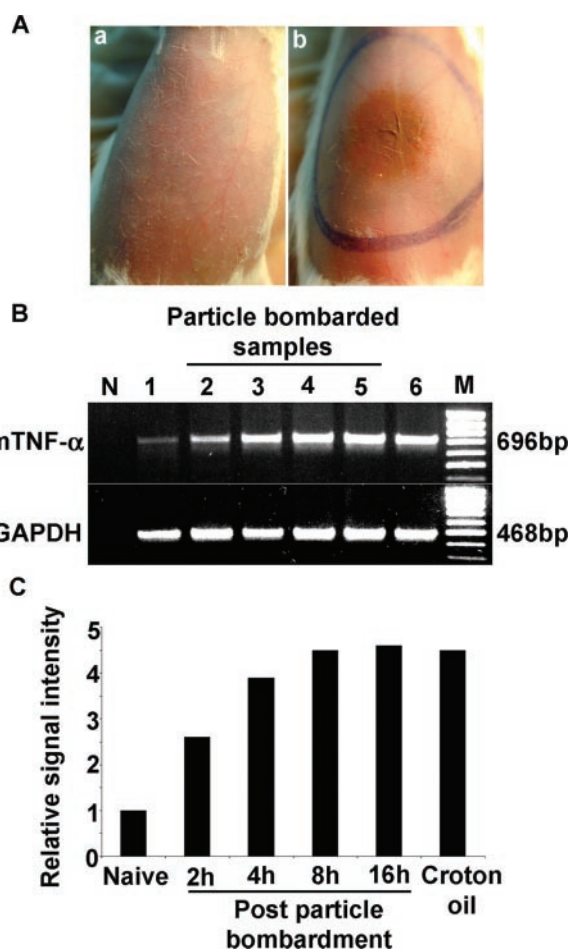 A
a b
B
Particle bombarded
samples
N 1 2 3 4 5 6 M
mTNF-α 696bp
GAPDH 468bp
C
Relative signal intensity
5
4
3
2
1
0
Naive 2h 4h 8h 16h Croton
oil
Post particle
bombardment